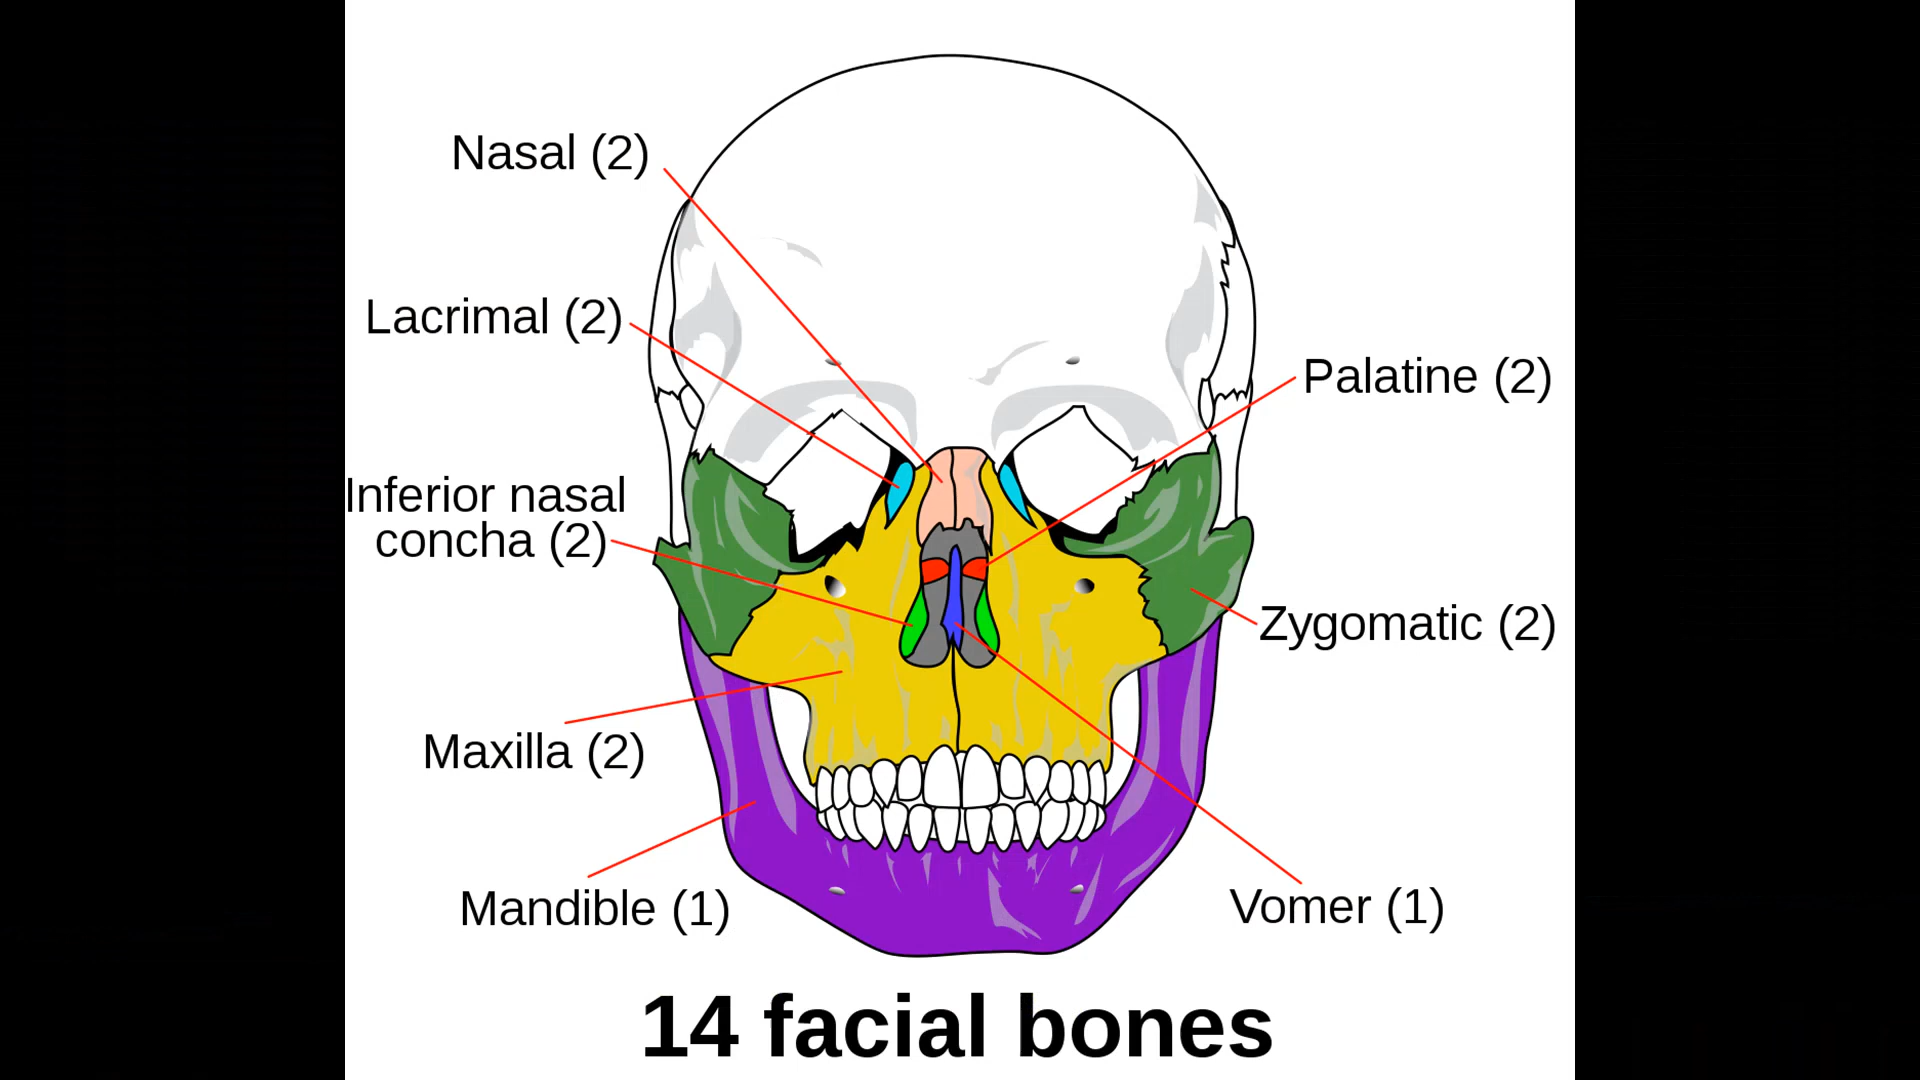 Nasal (2)
Lacrimal (2)
Palatine (2)
Inferior nasal
concha (2)
Zygomatic (2)
Maxilla (2)
Mandible (1)
Vomer (1)
14 facial bones